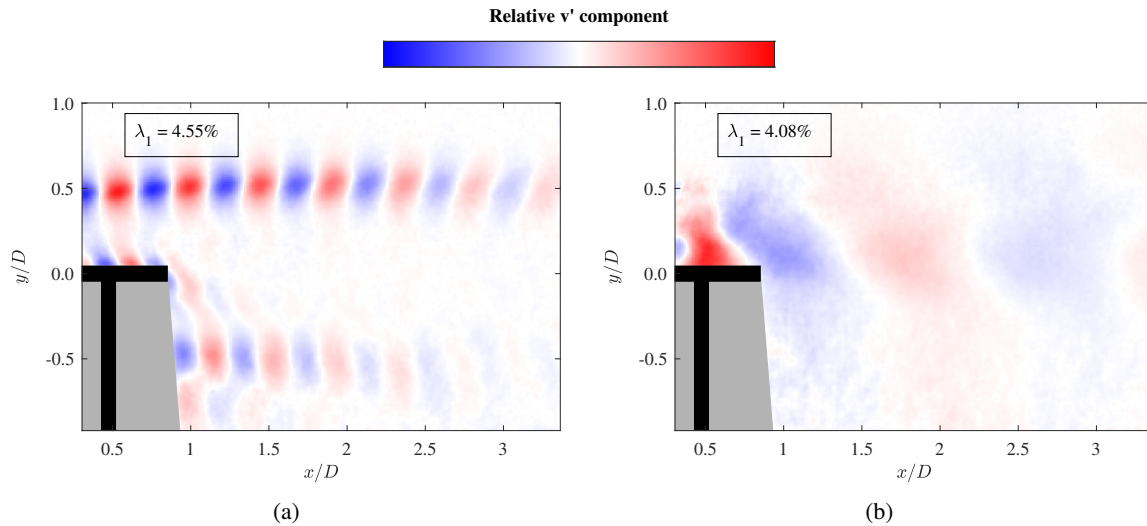 Relative v' component
λ1 = 4.55%
1.0
0.5
0.0
-0.5
y/D
0.5 1 1.5 2 2.5 3
x/D
(a)
λ1 = 4.08%
1.0
0.5
0.0
-0.5
y/D
0.5 1 1.5 2 2.5 3
x/D
(b)